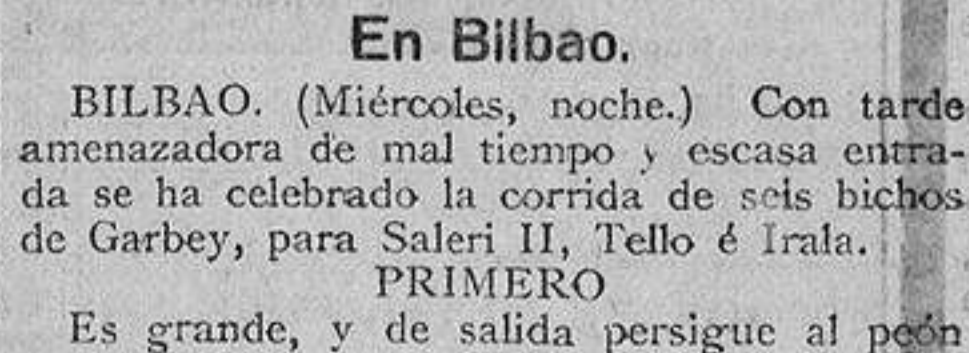 En Bilbao.
BILBAO. (Miércoles, noche.) Con tarde
amenazadora de mal tiempo y escasa entra-
da se ha celebrado la corrida de seis bichos
de Garbey, para Saleri II, Tello é Irala.
PRIMERO
Es grande, y de salida persigue al peón